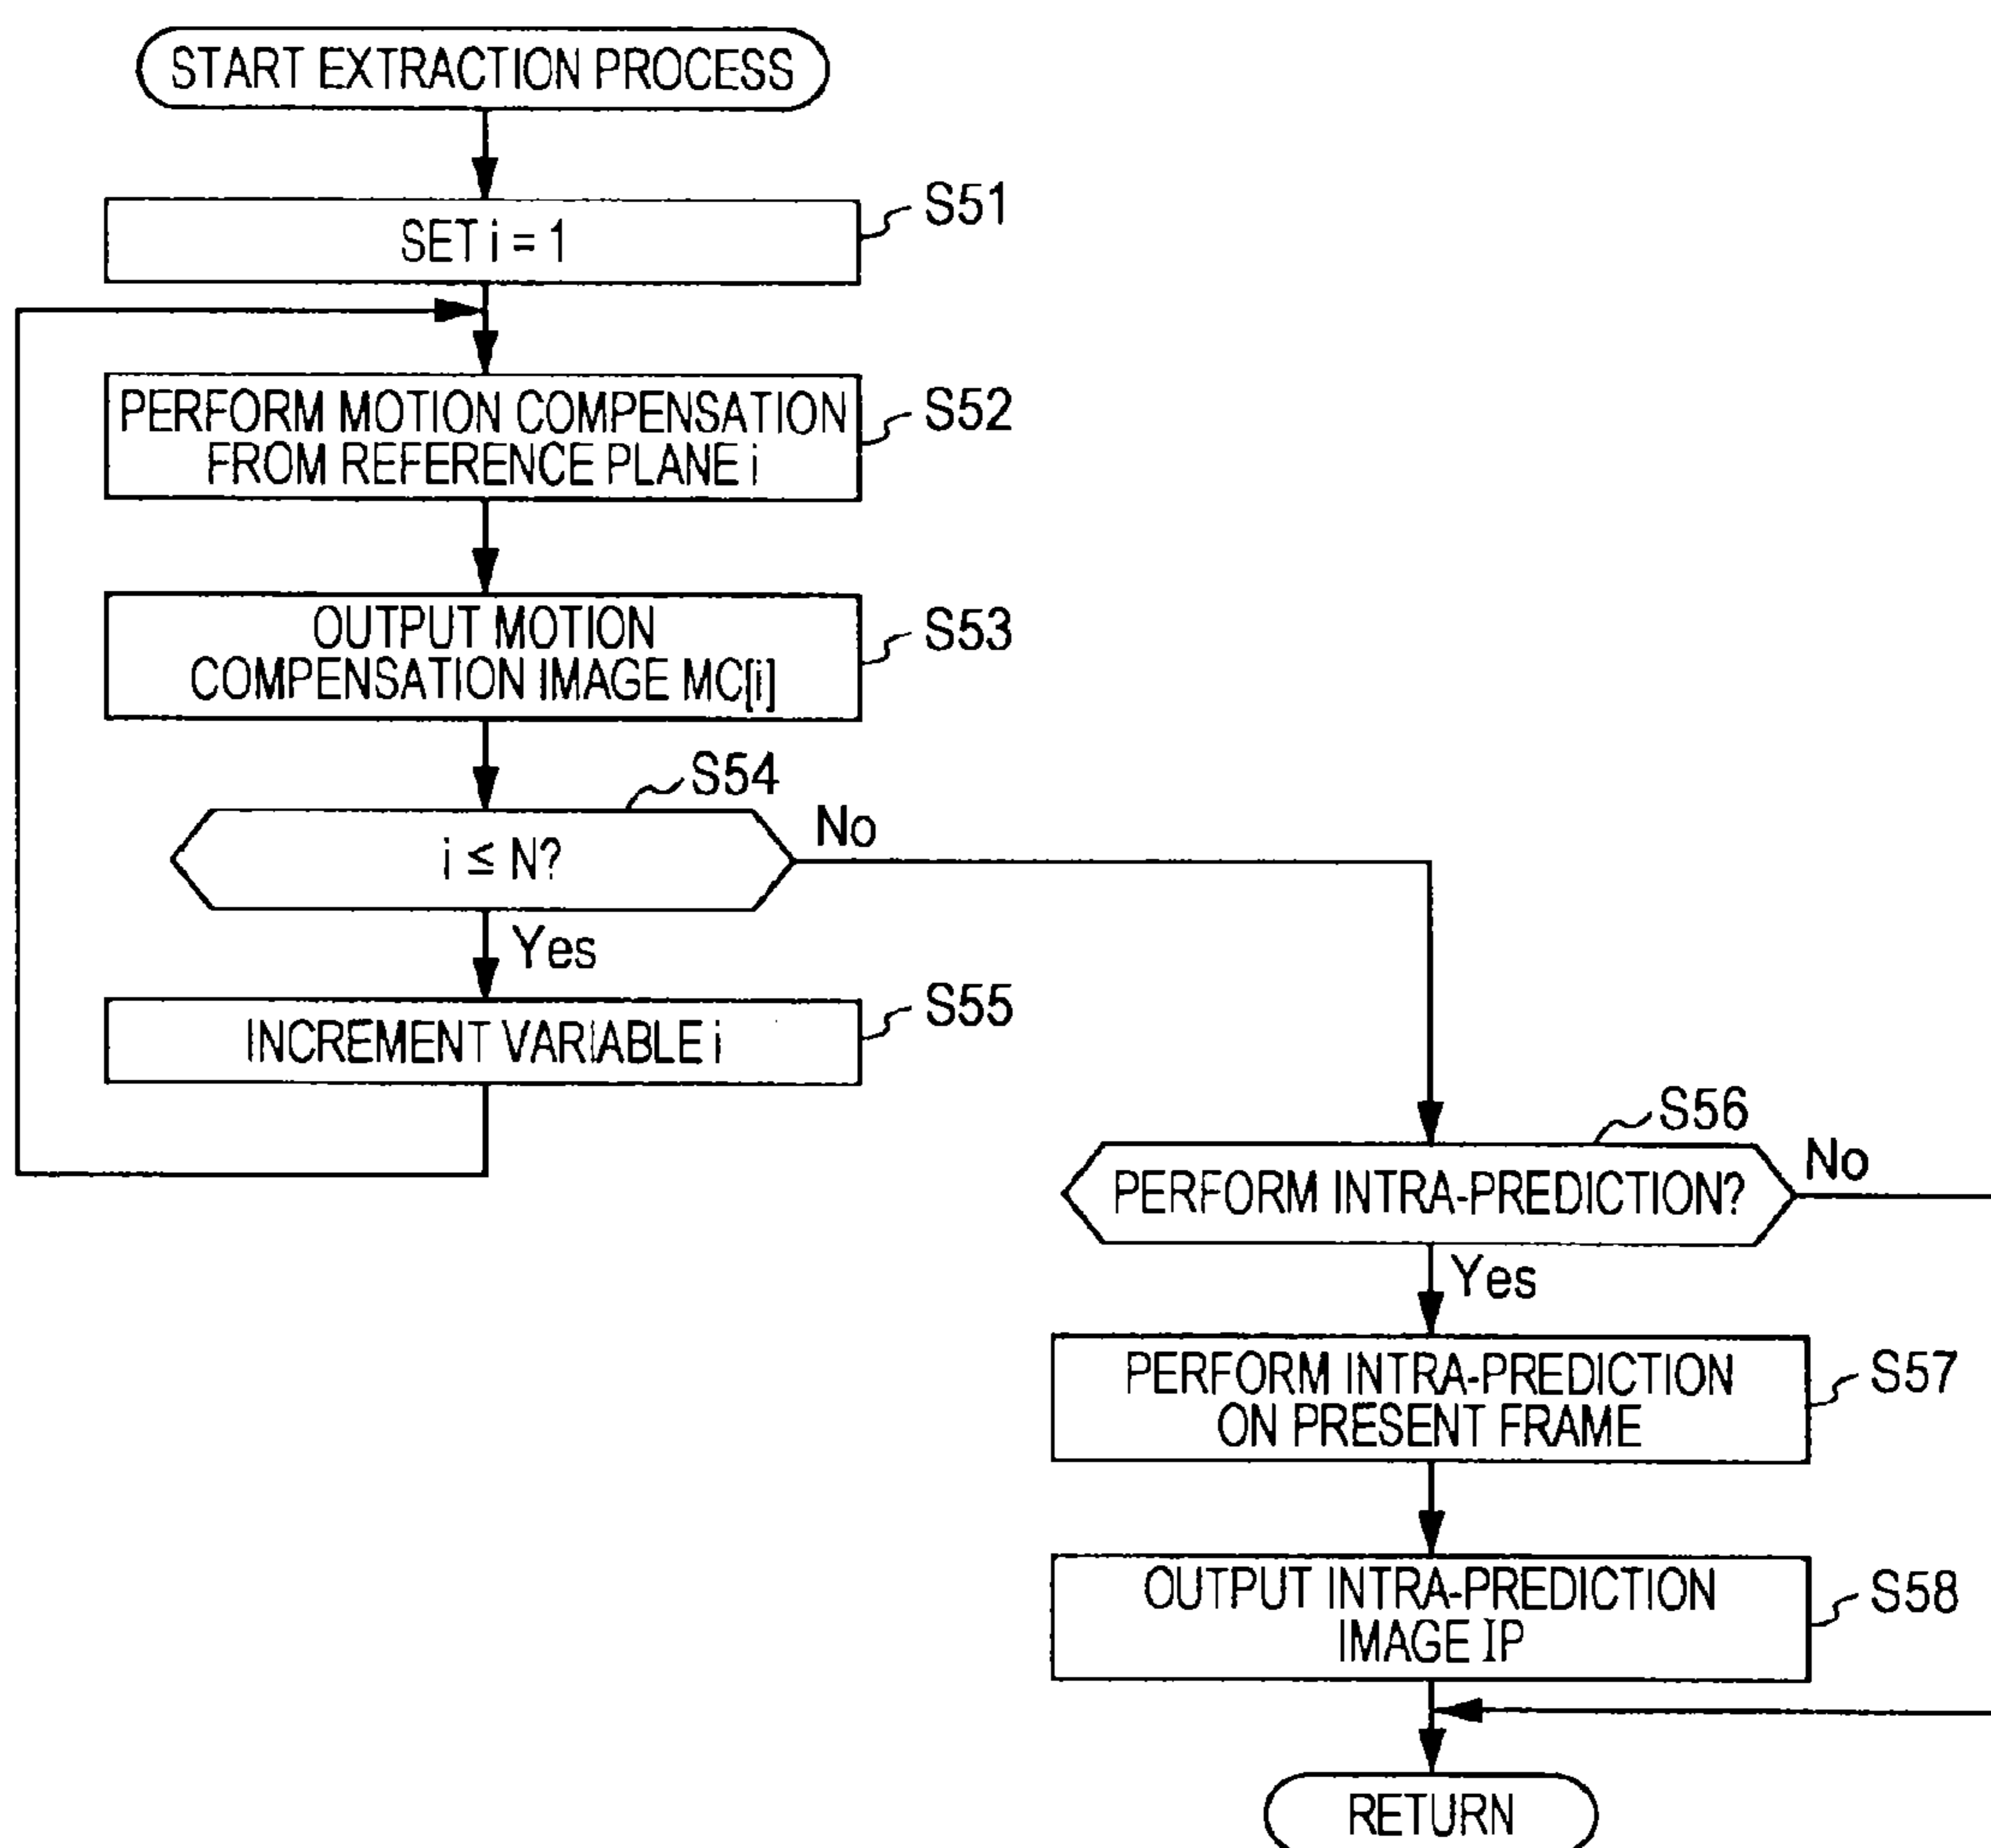 START EXTRACTION PROCESS
SET i = 1
S51
PERFORM MOTION COMPENSATION
FROM REFERENCE PLANE i
S52
OUTPUT MOTION
COMPENSATION IMAGE MC[i]
S53
S54
i ≤ N?
No
Yes
INCREMENT VARIABLE i
S55
S56
PERFORM INTRA-PREDICTION?
No
Yes
PERFORM INTRA-PREDICTION
ON PRESENT FRAME
S57
OUTPUT INTRA-PREDICTION
IMAGE IP
S58
RETURN